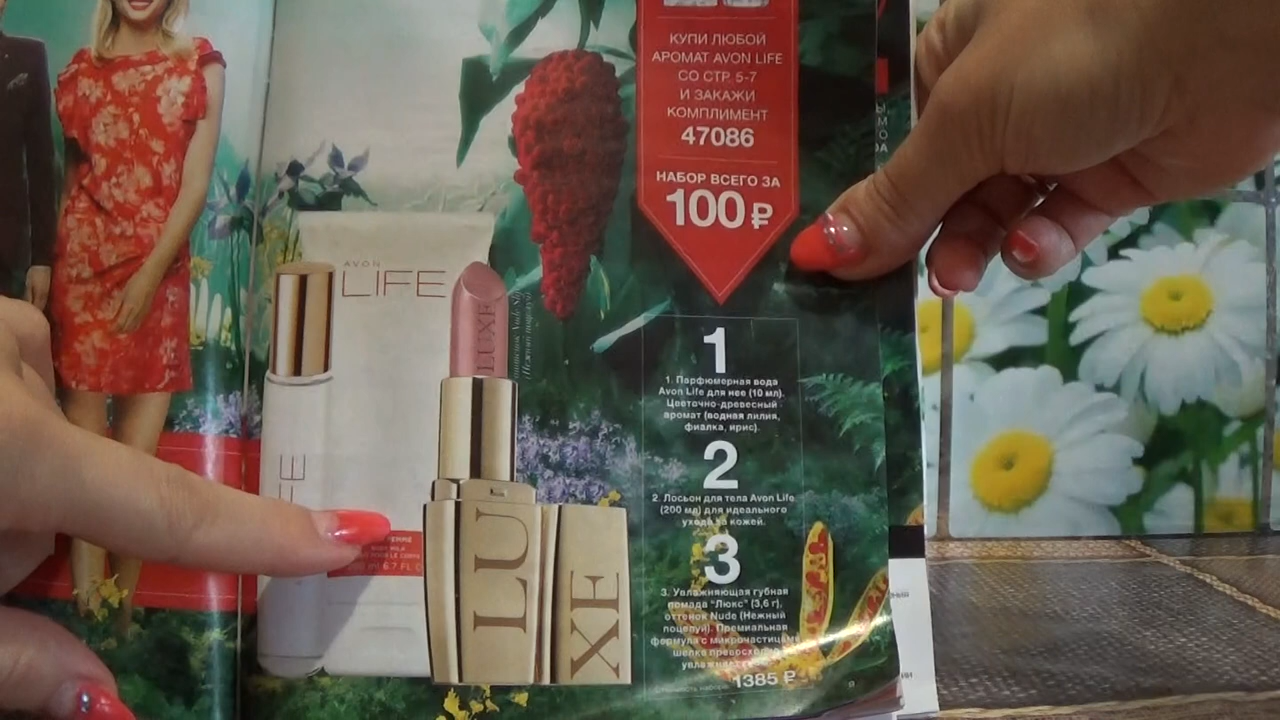 КУПИ ЛЮБОЙ
АРОМАТ AVON LIFE
СО СТР. 5-7
И ЗАКАЖИ
КОМПЛИМЕНТ
47086
НАБОР ВСЕГО ЗА
100 ₽
AVON
LIFE
LUXE
LU
XE
1
1. Парфюмерная вода
Avon Life для нее (10 мл).
Цветочно-древесный
аромат (водная лилия,
фиалка, ирис).
2
2. Лосьон для тела Avon Life
(200 мл) для идеального
ухода за кожей.
3
3. Увлажняющая губная
помада "Люкс" (3,6 г),
оттенок Nude (Нежный
поцелуй). Премиальная
формула с микрочастицами
шелка
1385 ₽